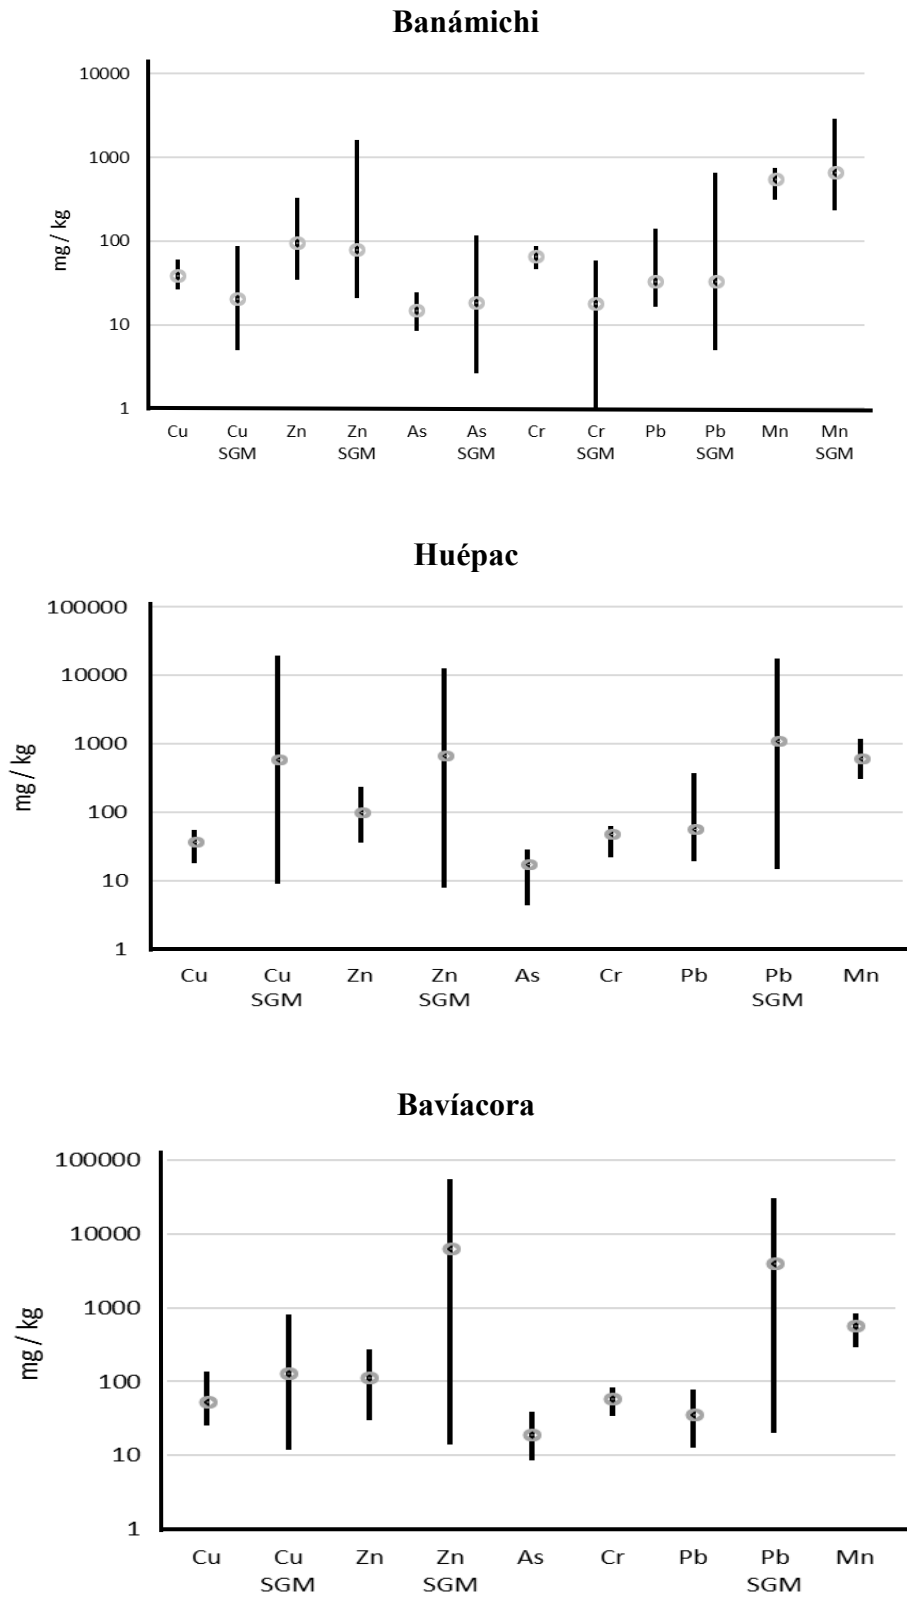 Banámichi
10000
1000
100
10
1
mg / kg
Cu Cu Zn Zn As As Cr Cr Pb Pb Mn Mn
SGM SGM SGM SGM SGM SGM
Huépac
100000
10000
1000
100
10
1
mg / kg
Cu Cu Zn Zn As Cr Pb Pb Mn
SGM SGM SGM
Bavíacora
100000
10000
1000
100
10
1
mg / kg
Cu Cu Zn Zn As Cr Pb Pb Mn
SGM SGM SGM